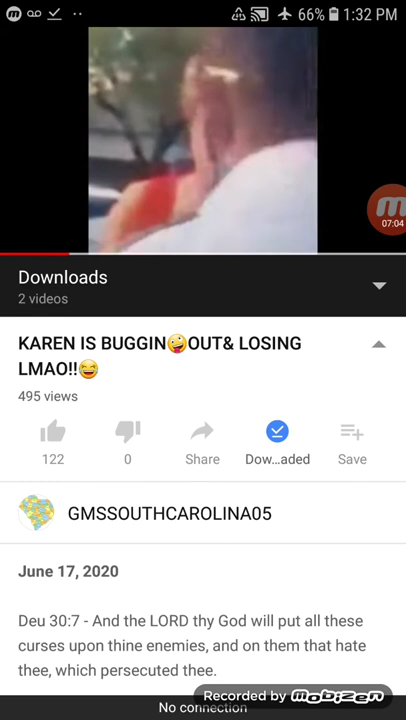 66% 1:32 PM
07:04
Downloads
2 videos
KAREN IS BUGGIN🤪OUT& LOSING
LMAO!!😅
495 views
122
0
Share
Dow...aded
Save
GMSSOUTHCAROLINA05
June 17, 2020
Deu 30:7 - And the LORD thy God will put all these
curses upon thine enemies, and on them that hate
thee, which persecuted thee.
Recorded by mobizen
No connection